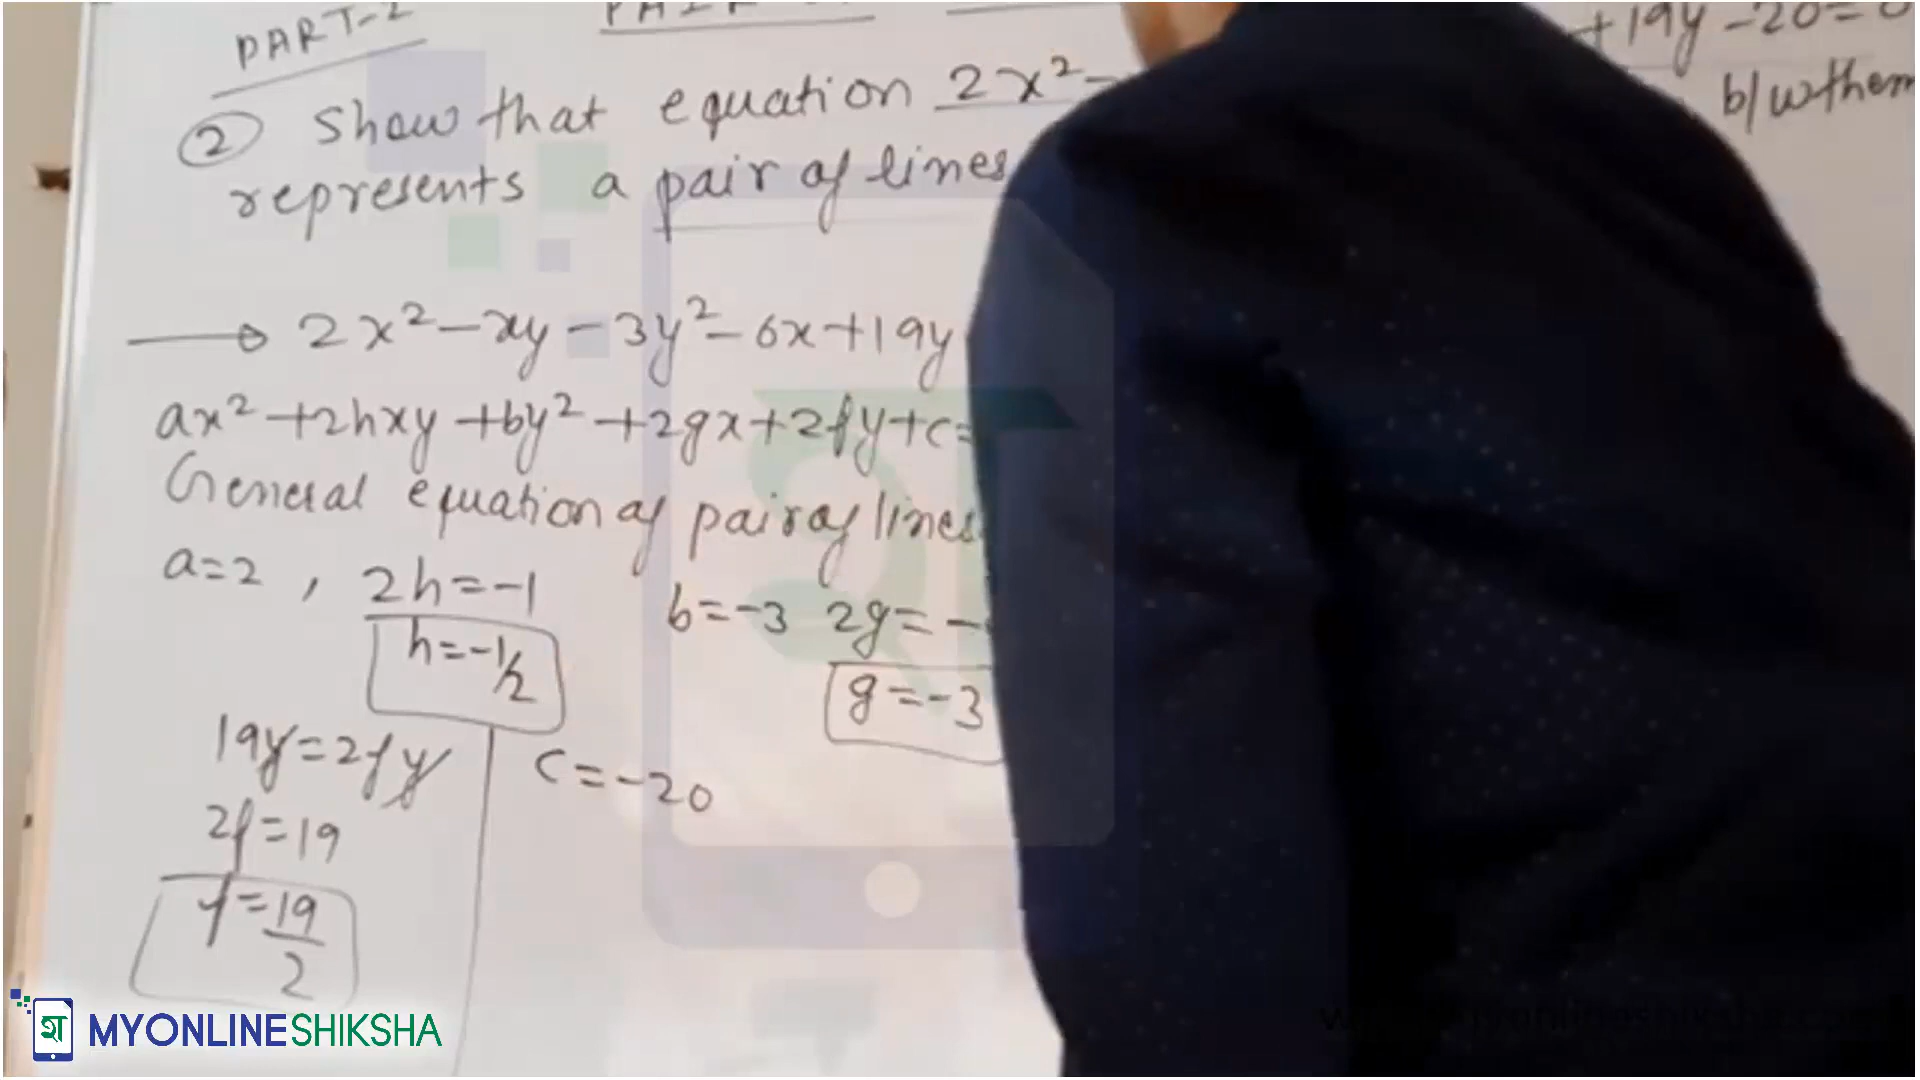 PART-2
PAIR
② Show that equation 2x² - +19y-20=0
represents a pair of lines b/w them
→ 2x²-xy-3y²-6x+19y
ax²+2hxy+by²+2gx+2fy+c=
General equation of pair of lines
a=2, 2h=-1 b=-3 2g=-
h=-1/2 g=-3
19y=2fy c=-20
2f=19
f=19/2
শ MYONLINESHIKSHA